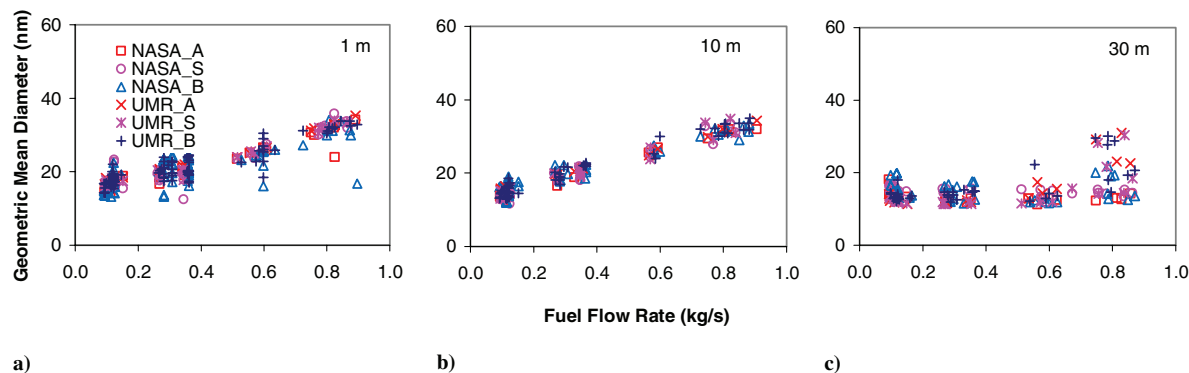 a)
Geometric Mean Diameter (nm)
60
40
20
0
1 m
NASA_A
NASA_S
NASA_B
UMR_A
UMR_S
UMR_B
0.0 0.2 0.4 0.6 0.8 1.0
b)
60
40
20
0
10 m
0.0 0.2 0.4 0.6 0.8 1.0
c)
60
40
20
0
30 m
0.0 0.2 0.4 0.6 0.8 1.0
Fuel Flow Rate (kg/s)